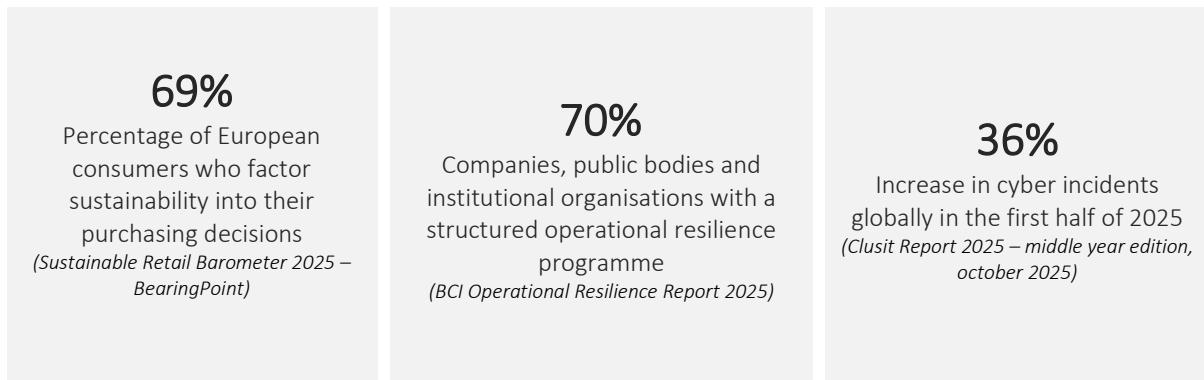 69%
Percentage of European
consumers who factor
sustainability into their
purchasing decisions
(Sustainable Retail Barometer 2025 –
BearingPoint)
70%
Companies, public bodies and
institutional organisations with a
structured operational resilience
programme
(BCI Operational Resilience Report 2025)
36%
Increase in cyber incidents
globally in the first half of 2025
(Clusit Report 2025 – middle year edition,
october 2025)